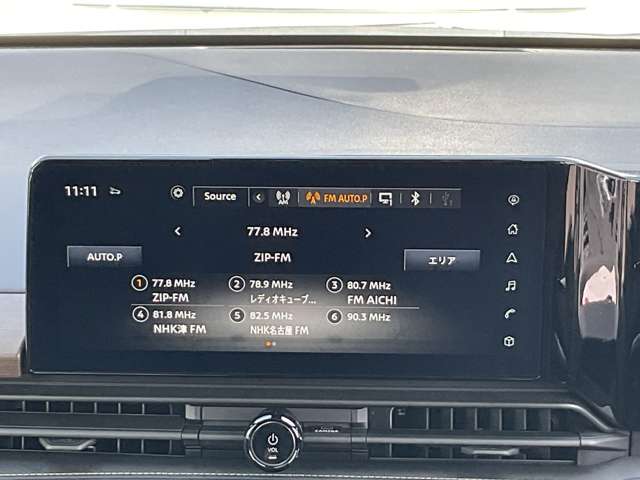 11:11
Source
AM
FM AUTO.P
77.8 MHz
AUTO.P
ZIP-FM
エリア
1 77.8 MHz
ZIP-FM
2 78.9 MHz
レディオキューブ...
3 80.7 MHz
FM AICHI
4 81.8 MHz
NHK津 FM
5 82.5 MHz
NHK名古屋 FM
6 90.3 MHz
VOL
CAMERA